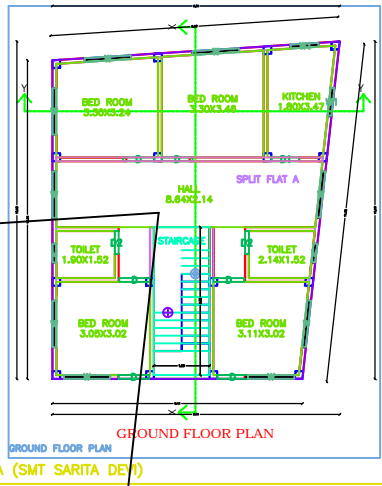 X
Y
Y
BED ROOM
3.30X3.24
BED ROOM
3.30X3.46
KITCHEN
1.80X3.47
D
D
D
SPLIT FLAT A
HALL
8.64X2.14
STAIRCASE
TOILET
1.90X1.52
D2
D2
TOILET
2.14X1.52
D
D
BED ROOM
3.06X3.02
BED ROOM
3.11X3.02
D
D
X
GROUND FLOOR PLAN
GROUND FLOOR PLAN
A (SMT SARITA DEVI)